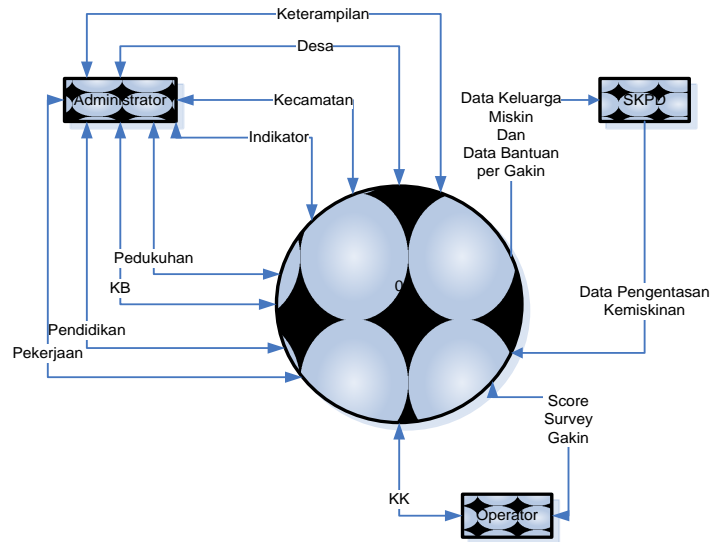 Keterampilan
Desa
Administrator
Kecamatan
Indikator
Data Keluarga
Miskin
Dan
Data Bantuan
per Gakin
SKPD
Pedukuhan
KB
0
Pendidikan
Pekerjaan
Data Pengentasan
Kemiskinan
Score
Survey
Gakin
KK
Operator